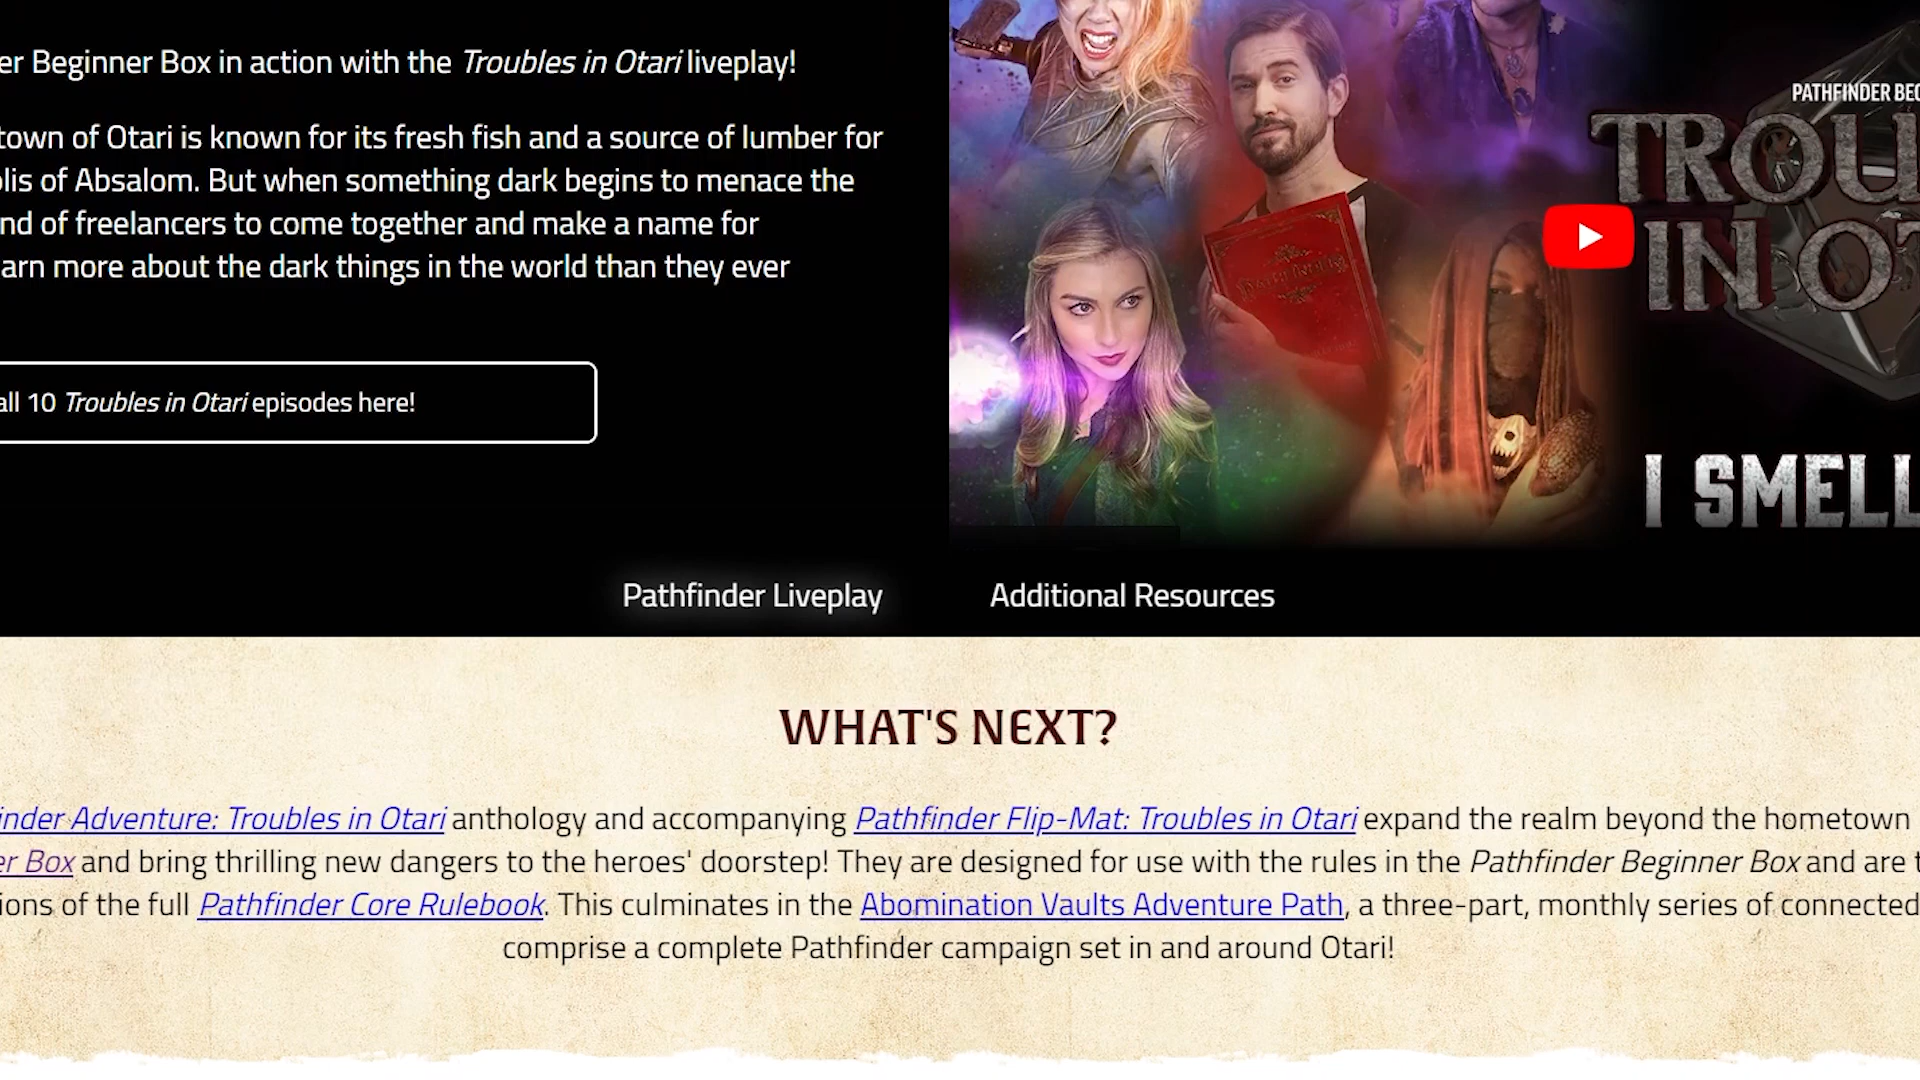 er Beginner Box in action with the Troubles in Otari liveplay!
town of Otari is known for its fresh fish and a source of lumber for
lis of Absalom. But when something dark begins to menace the
nd of freelancers to come together and make a name for
arn more about the dark things in the world than they ever
all 10 Troubles in Otari episodes here!
PATHFINDER BEG
TROU
IN OT
I SMELL
Pathfinder Liveplay
Additional Resources
WHAT'S NEXT?
inder Adventure: Troubles in Otari anthology and accompanying Pathfinder Flip-Mat: Troubles in Otari expand the realm beyond the hometown
er Box and bring thrilling new dangers to the heroes' doorstep! They are designed for use with the rules in the Pathfinder Beginner Box and are t
ions of the full Pathfinder Core Rulebook. This culminates in the Abomination Vaults Adventure Path, a three-part, monthly series of connected
comprise a complete Pathfinder campaign set in and around Otari!